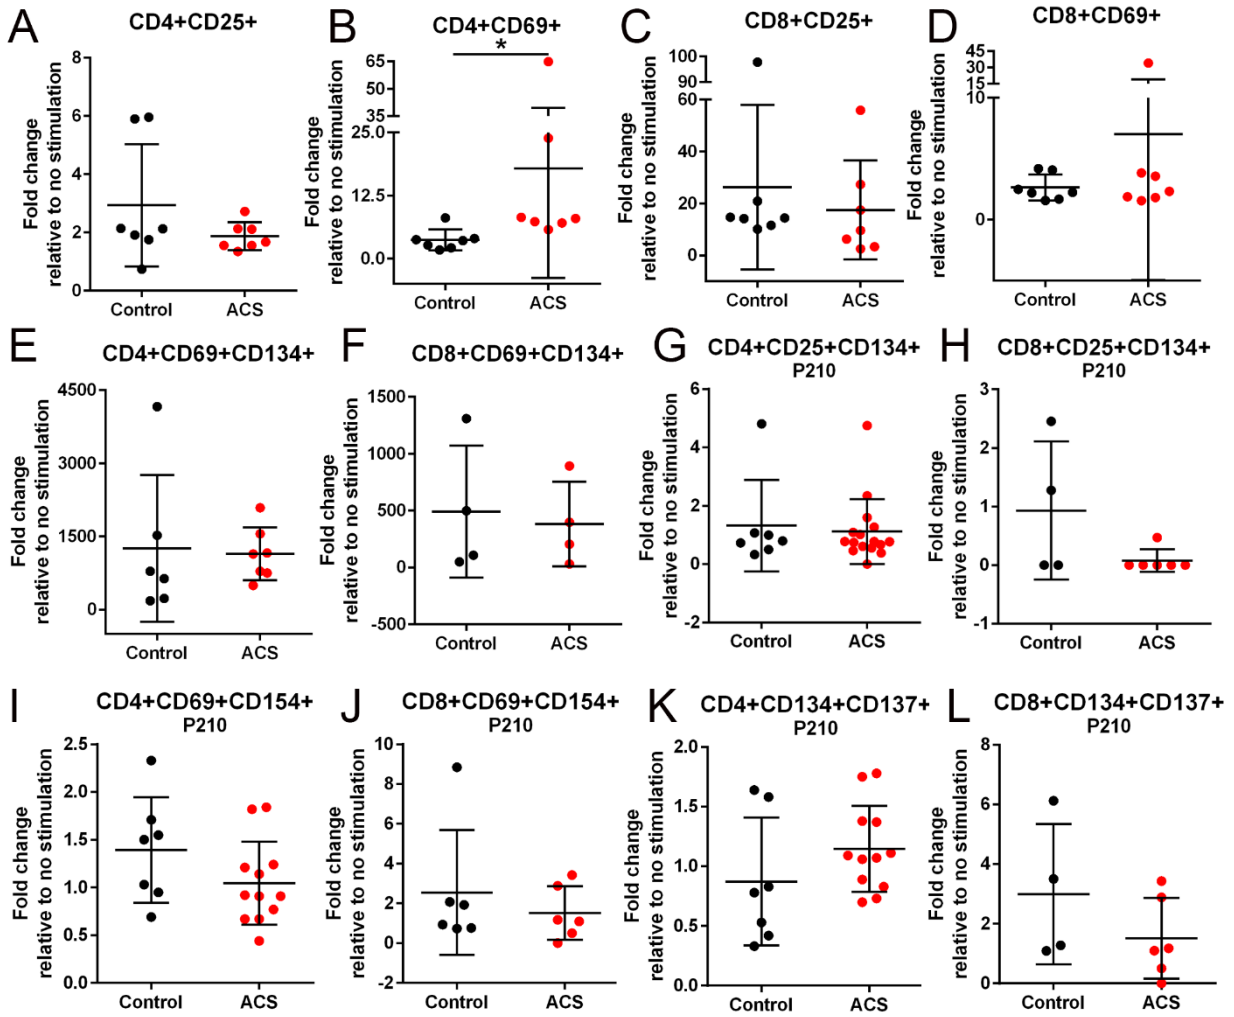 A
CD4+CD25+
Fold change
relative to no stimulation
8
6
4
2
0
Control
ACS
B
CD4+CD69+
*
Fold change
relative to no stimulation
65
50
35
25.0
12.5
0.0
Control
ACS
C
CD8+CD25+
Fold change
relative to no stimulation
100
90
60
40
20
0
Control
ACS
D
CD8+CD69+
Fold change
relative to no stimulation
45
30
15
10
0
Control
ACS
E
CD4+CD69+CD134+
Fold change
relative to no stimulation
4500
3000
1500
0
Control
ACS
F
CD8+CD69+CD134+
Fold change
relative to no stimulation
1500
1000
500
0
-500
Control
ACS
G
CD4+CD25+CD134+
P210
Fold change
relative to no stimulation
6
4
2
0
-2
Control
ACS
H
CD8+CD25+CD134+
P210
Fold change
relative to no stimulation
3
2
1
0
-1
Control
ACS
I
CD4+CD69+CD154+
P210
Fold change
relative to no stimulation
2.5
2.0
1.5
1.0
0.5
0.0
Control
ACS
J
CD8+CD69+CD154+
P210
Fold change
relative to no stimulation
10
8
6
4
2
0
-2
Control
ACS
K
CD4+CD134+CD137+
P210
Fold change
relative to no stimulation
2.0
1.5
1.0
0.5
0.0
Control
ACS
L
CD8+CD134+CD137+
P210
Fold change
relative to no stimulation
8
6
4
2
0
Control
ACS